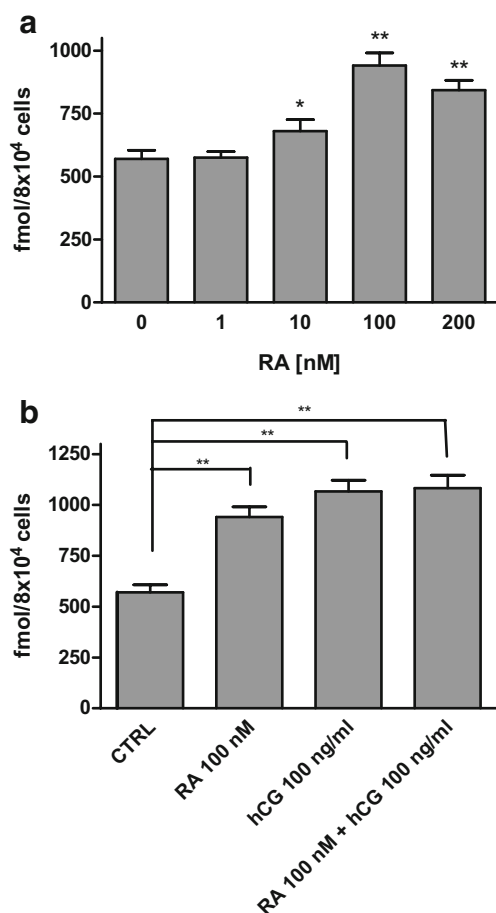 a
fmol/8x10⁴ cells
1000
750
500
250
0
**
**
*
0 1 10 100 200
RA [nM]
b
fmol/8x10⁴ cells
**
**
**
1250
1000
750
500
250
0
CTRL
RA 100 nM
hCG 100 ng/ml
RA 100 nM + hCG 100 ng/ml